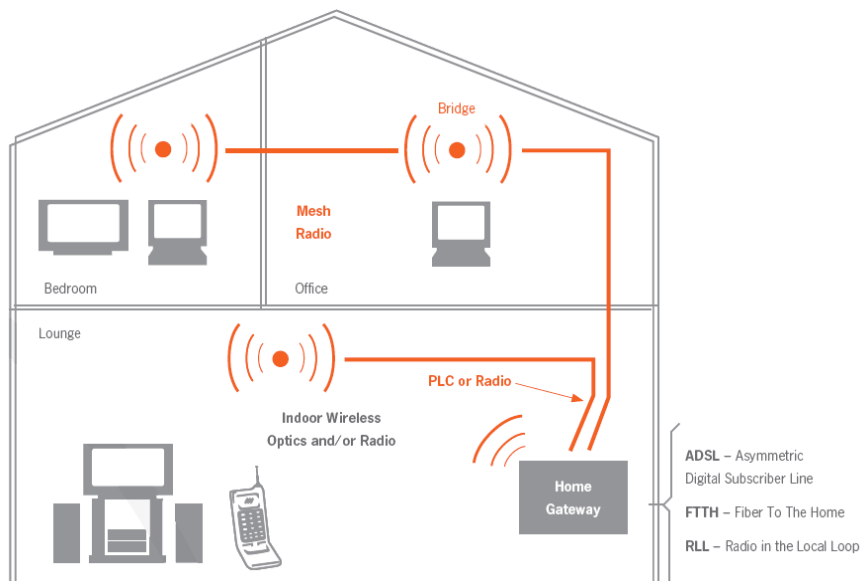 Bridge
Mesh
Radio
Bedroom
Office
Lounge
PLC or Radio
Indoor Wireless
Optics and/or Radio
Home
Gateway
ADSL – Asymmetric
Digital Subscriber Line
FTTH – Fiber To The Home
RLL – Radio in the Local Loop